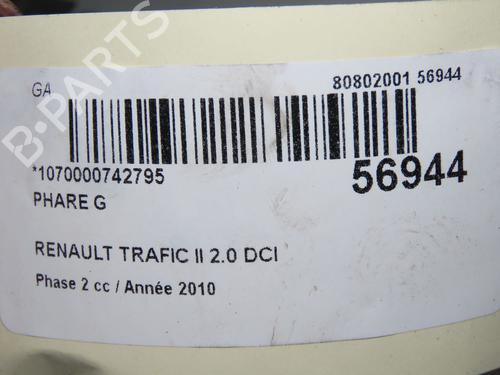 GA
80802001 56944
*1070000742795
56944
PHARE G
RENAULT TRAFIC II 2.0 DCI
Phase 2 cc / Année 2010
B-PARTS